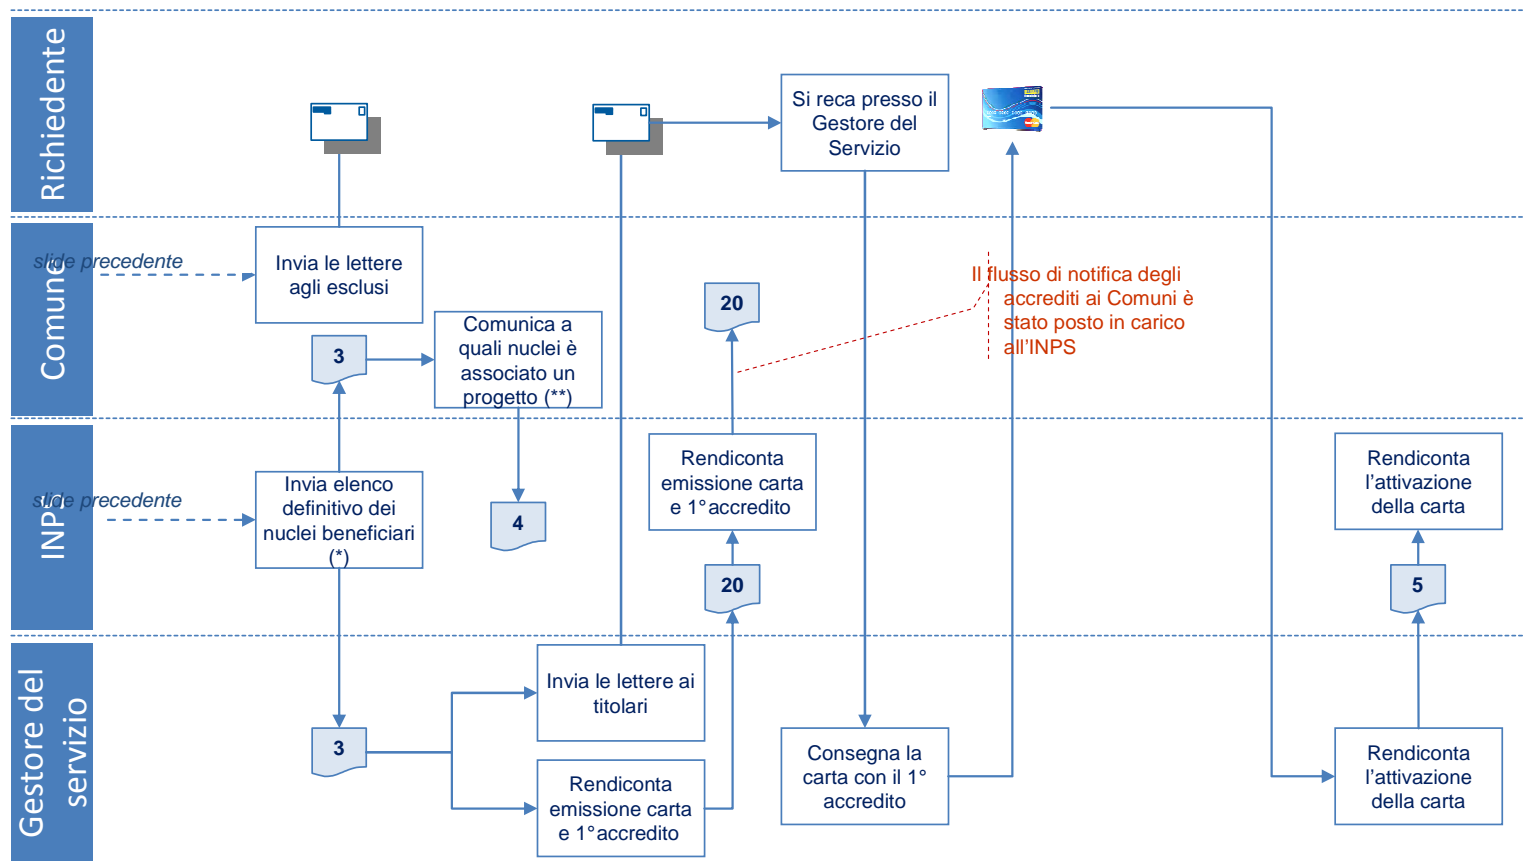 Richiedente
Si reca presso il
Gestore del
Servizio
Comune
slide precedente
Invia le lettere
agli esclusi
3
Comunica a
quali nuclei è
associato un
progetto (**)
20
Il flusso di notifica degli
accrediti ai Comuni è
stato posto in carico
all'INPS
INPS
slide precedente
Invia elenco
definitivo dei
nuclei beneficiari
(*)
4
Rendiconta
emissione carta
e 1° accredito
20
Rendiconta
l'attivazione
della carta
5
Gestore del
servizio
3
Invia le lettere ai
titolari
Rendiconta
emissione carta
e 1° accredito
Consegna la
carta con il 1°
accredito
Rendiconta
l'attivazione
della carta